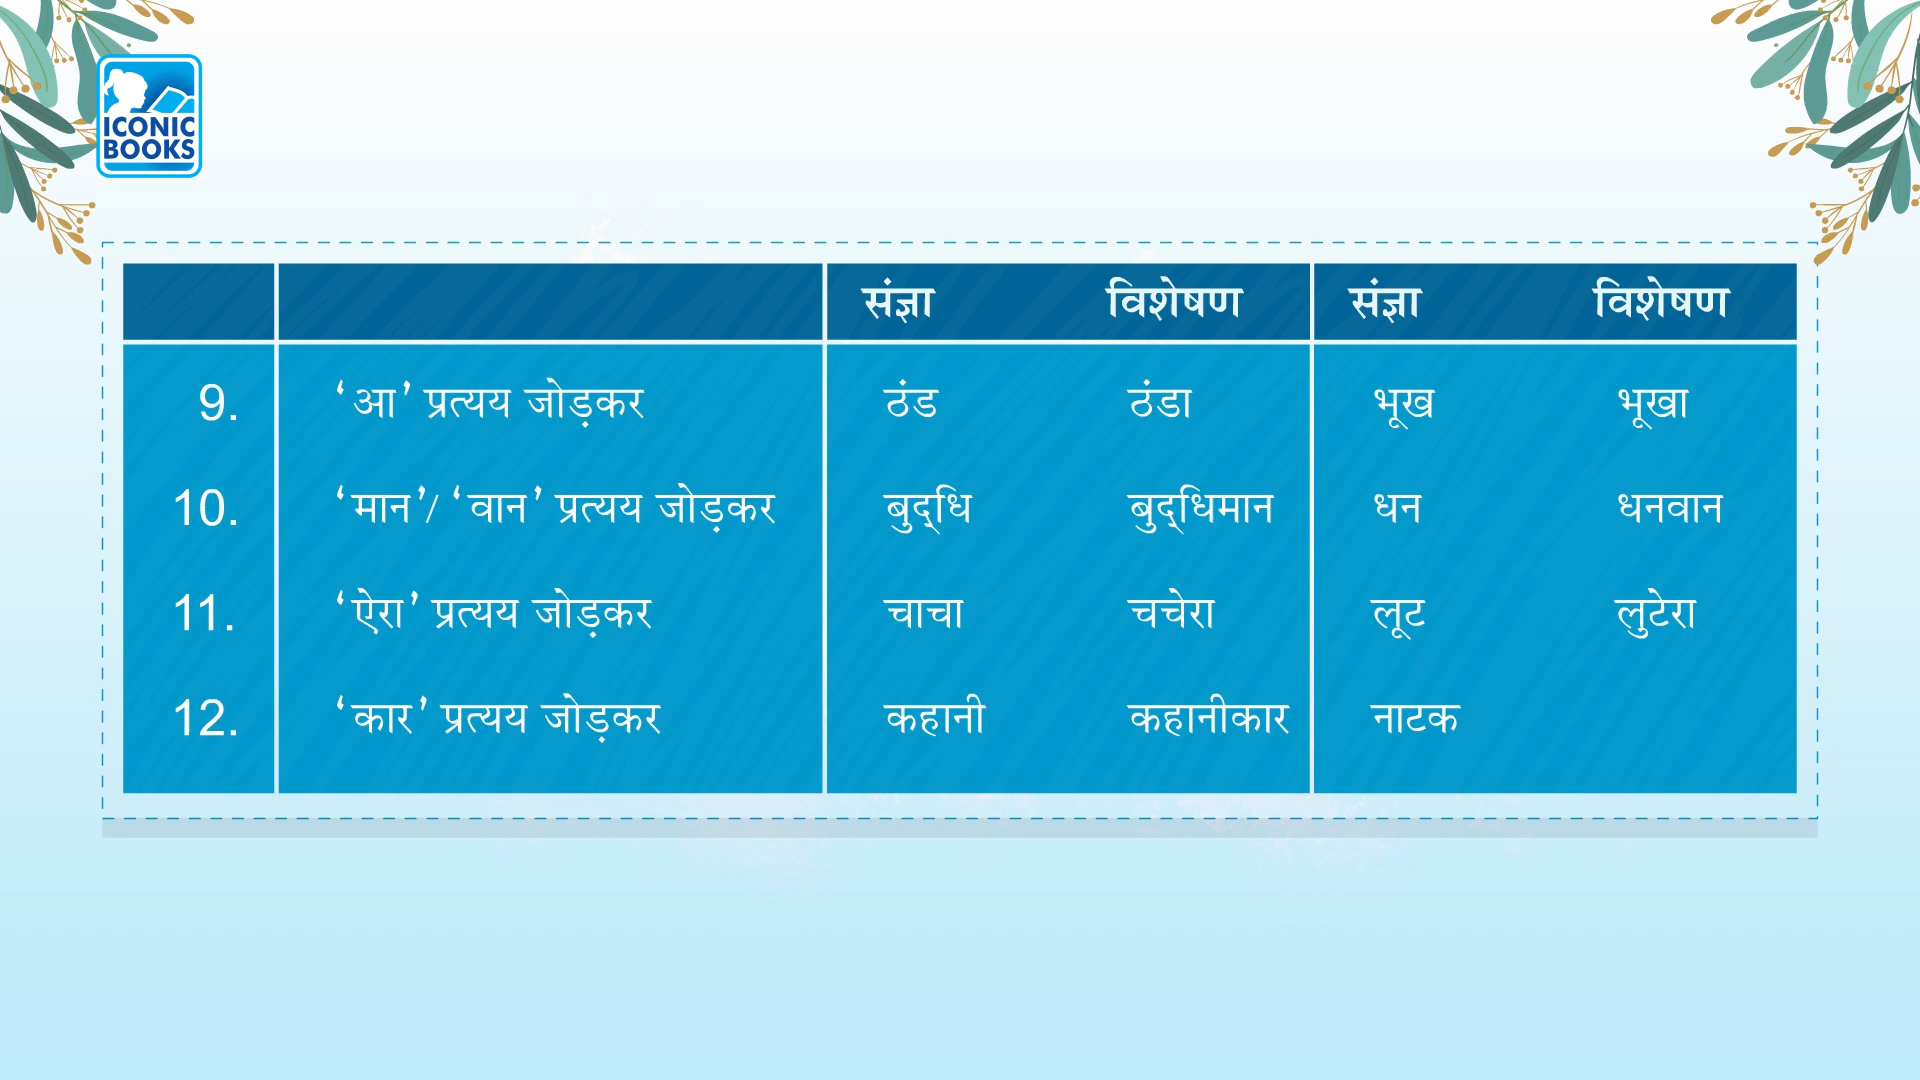 ICONIC
BOOKS
संज्ञा विशेषण संज्ञा विशेषण
9. ‘आ’ प्रत्यय जोड़कर ठंड ठंडा भूख भूखा
10. ‘मान’/ ‘वान’ प्रत्यय जोड़कर बुद्‌धि बुद्‌धिमान धन धनवान
11. ‘ऐरा’ प्रत्यय जोड़कर चाचा चचेरा लूट लुटेरा
12. ‘कार’ प्रत्यय जोड़कर कहानी कहानीकार नाटक